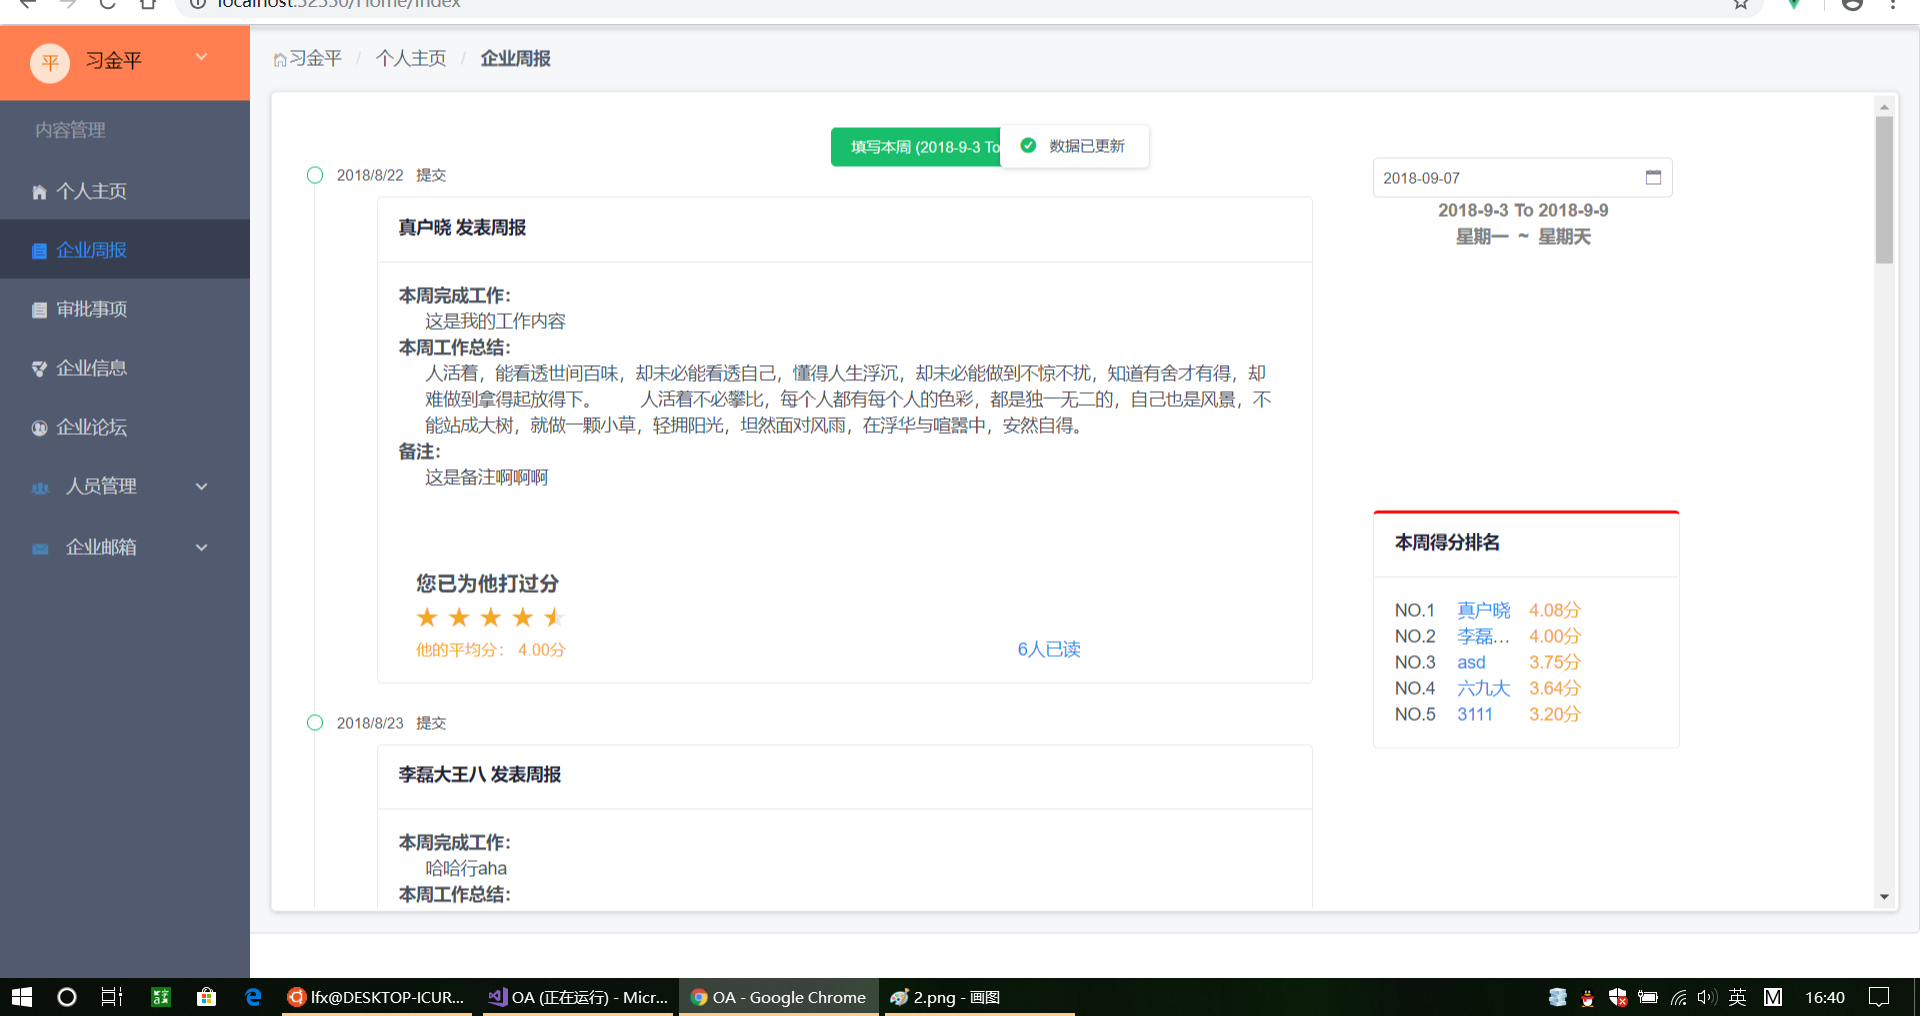 localhost:52550/Home/Index
平 习金平
习金平 / 个人主页 / 企业周报
内容管理
个人主页
企业周报
审批事项
企业信息
企业论坛
人员管理
企业邮箱
填写本周 (2018-9-3 To
数据已更新
2018/8/22 提交
真户晓 发表周报
本周完成工作：
这是我的工作内容
本周工作总结：
人活着，能看透世间百味，却未必能看透自己，懂得人生浮沉，却未必能做到不惊不扰，知道有舍才有得，却
难做到拿得起放得下。 人活着不必攀比，每个人都有每个人的色彩，都是独一无二的，自己也是风景，不
能站成大树，就做一颗小草，轻拥阳光，坦然面对风雨，在浮华与喧嚣中，安然自得。
备注：
这是备注啊啊啊
您已为他打过分
他的平均分： 4.00分
6人已读
2018/8/23 提交
李磊大王八 发表周报
本周完成工作：
哈哈行aha
本周工作总结：
2018-09-07
2018-9-3 To 2018-9-9
星期一 ~ 星期天
本周得分排名
NO.1 真户晓 4.08分
NO.2 李磊... 4.00分
NO.3 asd 3.75分
NO.4 六九大 3.64分
NO.5 3111 3.20分
lfx@DESKTOP-ICUR...
OA (正在运行) - Micr...
OA - Google Chrome
2.png - 画图
英
M
16:40